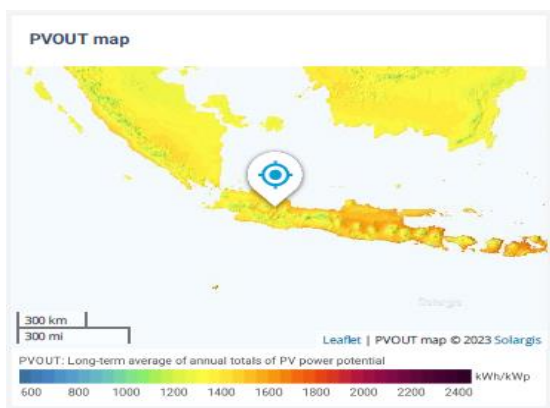 PVOUT map
Solargis
300 km
300 mi
Leaflet | PVOUT map © 2023 Solargis
PVOUT: Long-term average of annual totals of PV power potential
kWh/kWp
600 800 1000 1200 1400 1600 1800 2000 2200 2400